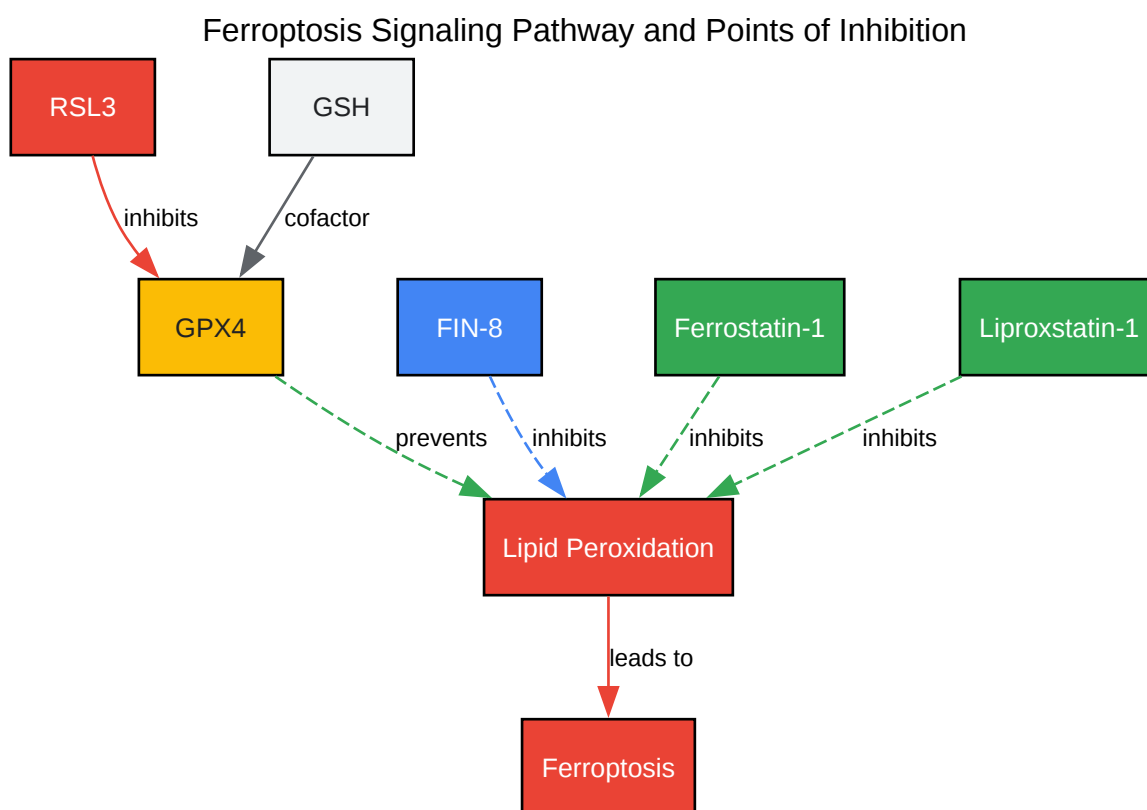 Ferroptosis Signaling Pathway and Points of Inhibition
RSL3
GSH
inhibits
cofactor
GPX4
FIN-8
Ferrostatin-1
Liproxstatin-1
prevents
inhibits
inhibits
inhibits
Lipid Peroxidation
leads to
Ferroptosis